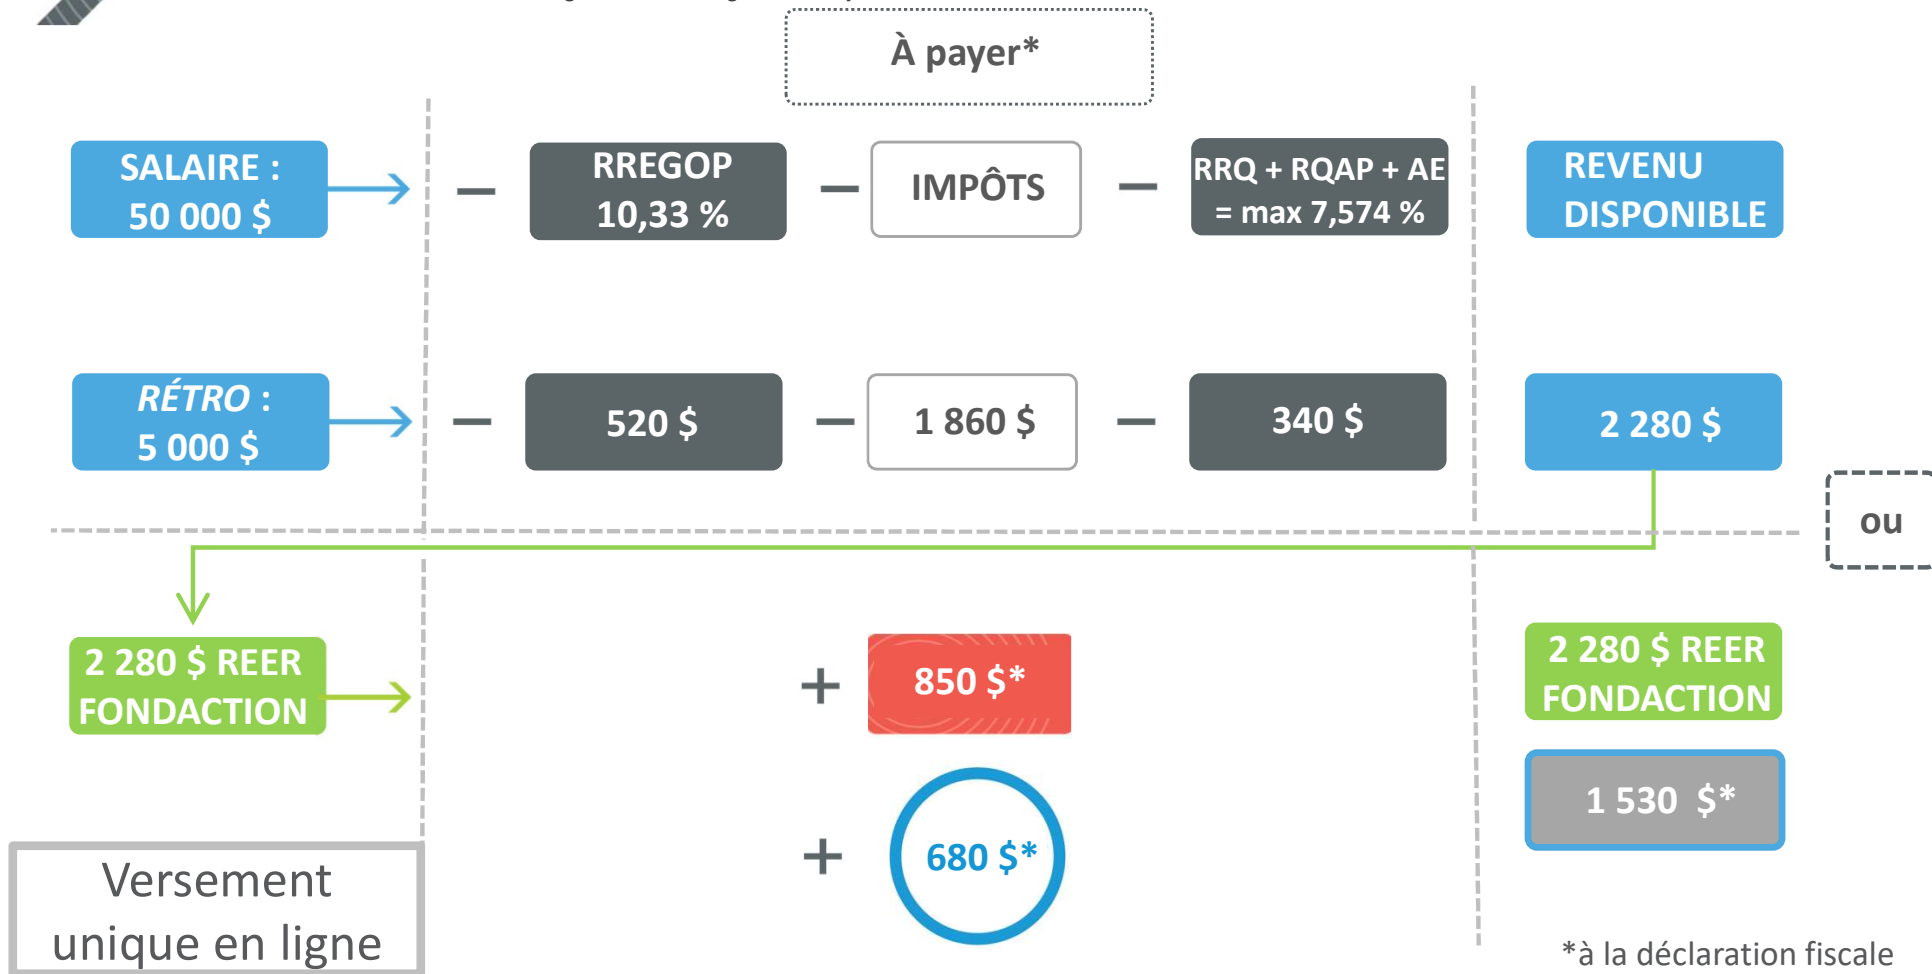 À payer*
SALAIRE :
50 000 $
RREGOP
10,33 %
IMPÔTS
RRQ + RQAP + AE
= max 7,574 %
REVENU
DISPONIBLE
RÉTRO :
5 000 $
520 $
1 860 $
340 $
2 280 $
ou
2 280 $ REER
FONDACTION
850 $*
2 280 $ REER
FONDACTION
1 530 $*
680 $*
Versement
unique en ligne
*à la déclaration fiscale